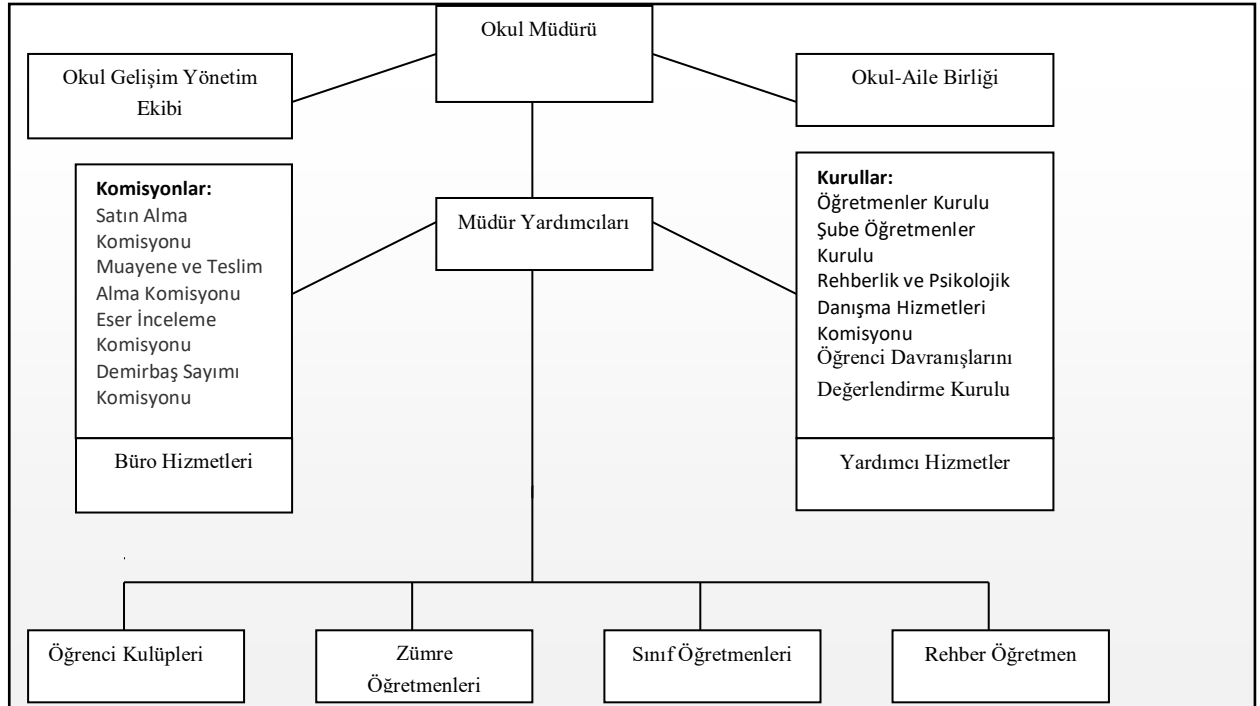 Okul Müdürü
Okul Gelişim Yönetim
Ekibi
Okul-Aile Birliği
Komisyonlar:
Satın Alma
Komisyonu
Muayene ve Teslim
Alma Komisyonu
Eser İnceleme
Komisyonu
Demirbaş Sayımı
Komisyonu
Müdür Yardımcıları
Kurullar:
Öğretmenler Kurulu
Şube Öğretmenler
Kurulu
Rehberlik ve Psikolojik
Danışma Hizmetleri
Komisyonu
Öğrenci Davranışlarını
Değerlendirme Kurulu
Büro Hizmetleri
Yardımcı Hizmetler
Öğrenci Kulüpleri
Zümre
Öğretmenleri
Sınıf Öğretmenleri
Rehber Öğretmen